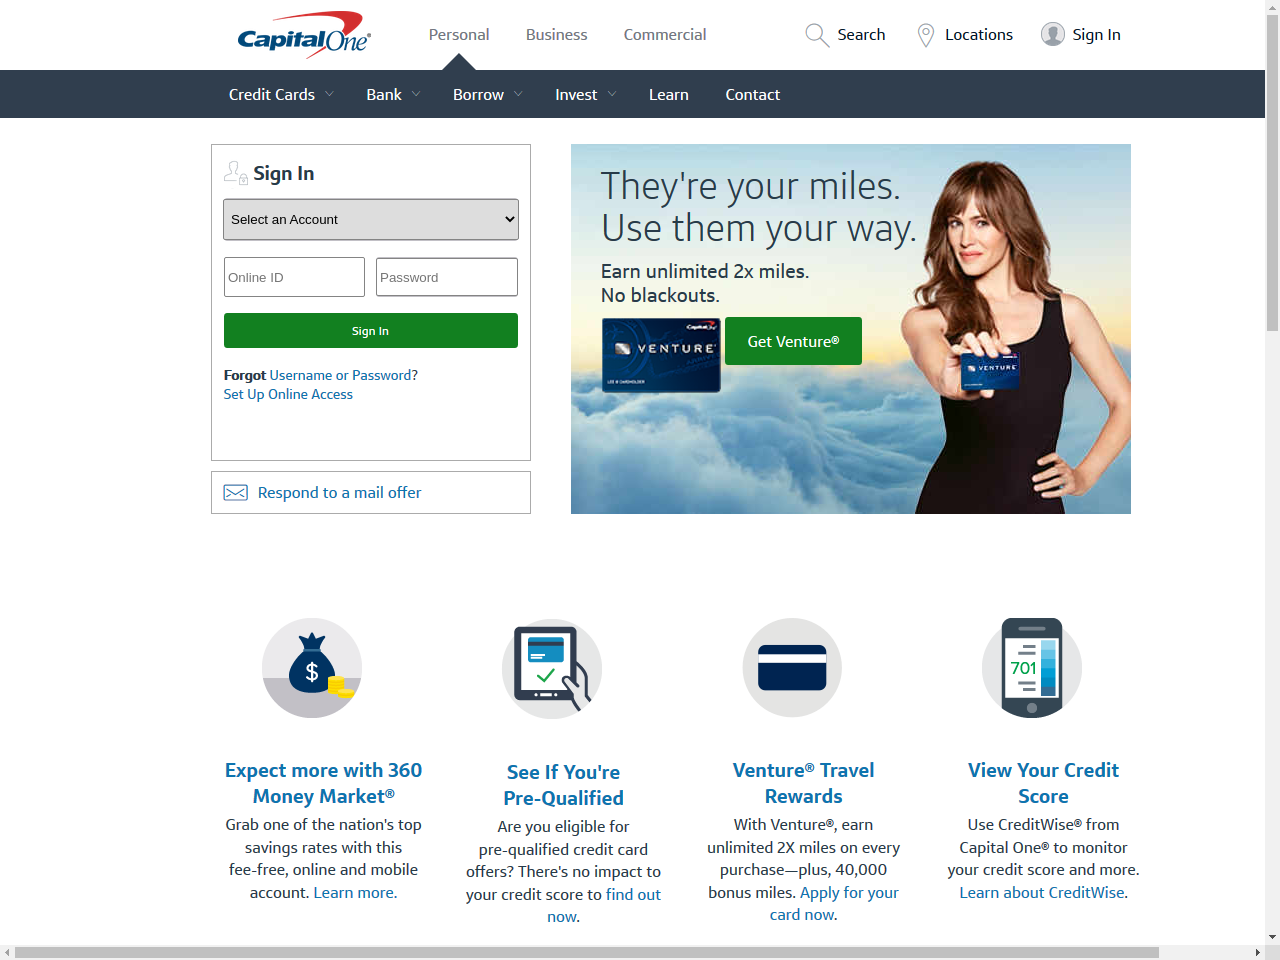 Capital One
Personal Business Commercial
Search Locations Sign In
Credit Cards Bank Borrow Invest Learn Contact
Sign In
Select an Account
Online ID Password
Sign In
Forgot Username or Password?
Set Up Online Access
Respond to a mail offer
They're your miles.
Use them your way.
Earn unlimited 2x miles.
No blackouts.
Capital One
VENTURE®
LEE M CARDHOLDER
Get Venture®
VENTURE
$
701
Expect more with 360
Money Market®
Grab one of the nation's top
savings rates with this
fee-free, online and mobile
account. Learn more.
See If You're
Pre-Qualified
Are you eligible for
pre-qualified credit card
offers? There's no impact to
your credit score to find out
now.
Venture® Travel
Rewards
With Venture®, earn
unlimited 2X miles on every
purchase—plus, 40,000
bonus miles. Apply for your
card now.
View Your Credit
Score
Use CreditWise® from
Capital One® to monitor
your credit score and more.
Learn about CreditWise.